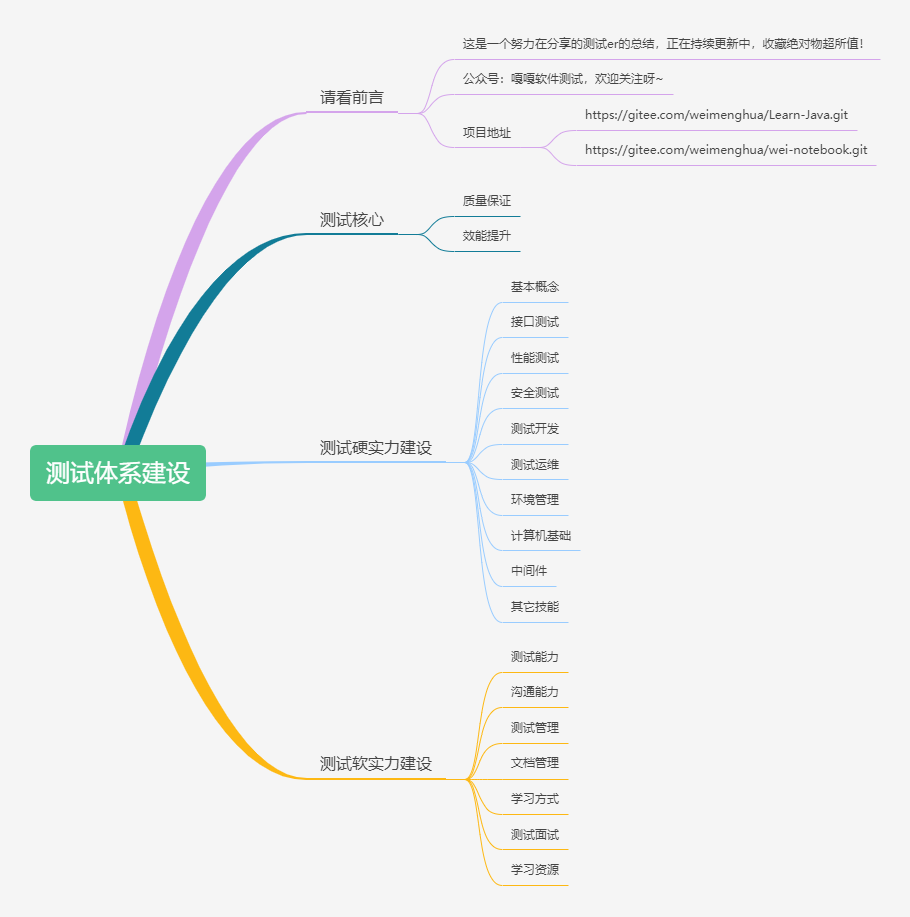 测试体系建设
请看前言
这是一个努力在分享的测试er的总结，正在持续更新中，收藏绝对物超所值！
公众号：嘎嘎软件测试，欢迎关注呀~
项目地址
https://gitee.com/weimenghua/Learn-Java.git
https://gitee.com/weimenghua/wei-notebook.git
测试核心
质量保证
效能提升
测试硬实力建设
基本概念
接口测试
性能测试
安全测试
测试开发
测试运维
环境管理
计算机基础
中间件
其它技能
测试软实力建设
测试能力
沟通能力
测试管理
文档管理
学习方式
测试面试
学习资源